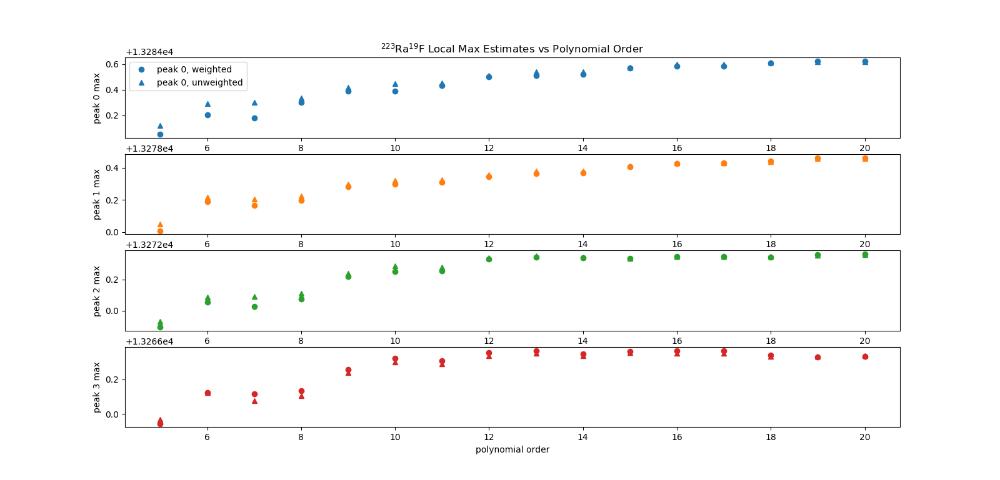 ²²³Ra¹⁹F Local Max Estimates vs Polynomial Order
+1.3284e4
peak 0 max
0.6
0.4
0.2
peak 0, weighted
peak 0, unweighted
6 8 10 12 14 16 18 20
+1.3278e4
peak 1 max
0.4
0.2
0.0
6 8 10 12 14 16 18 20
+1.3272e4
peak 2 max
0.2
0.0
6 8 10 12 14 16 18 20
+1.3266e4
peak 3 max
0.2
0.0
6 8 10 12 14 16 18 20
polynomial order